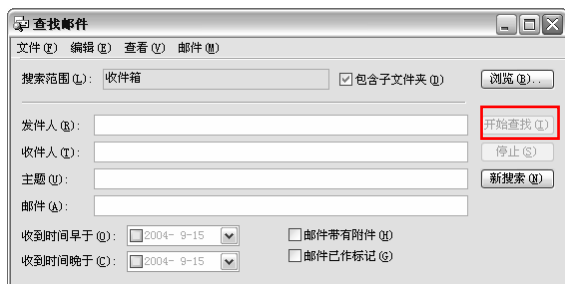 查找邮件
文件(F) 编辑(E) 查看(V) 邮件(M)
搜索范围(L): 收件箱 包含子文件夹(D) 浏览(B)..
发件人(R): 开始查找(I)
收件人(T): 停止(S)
主题(U): 新搜索(N)
邮件(A):
收到时间早于(O): 2004- 9-15 邮件带有附件(H)
收到时间晚于(C): 2004- 9-15 邮件已作标记(G)